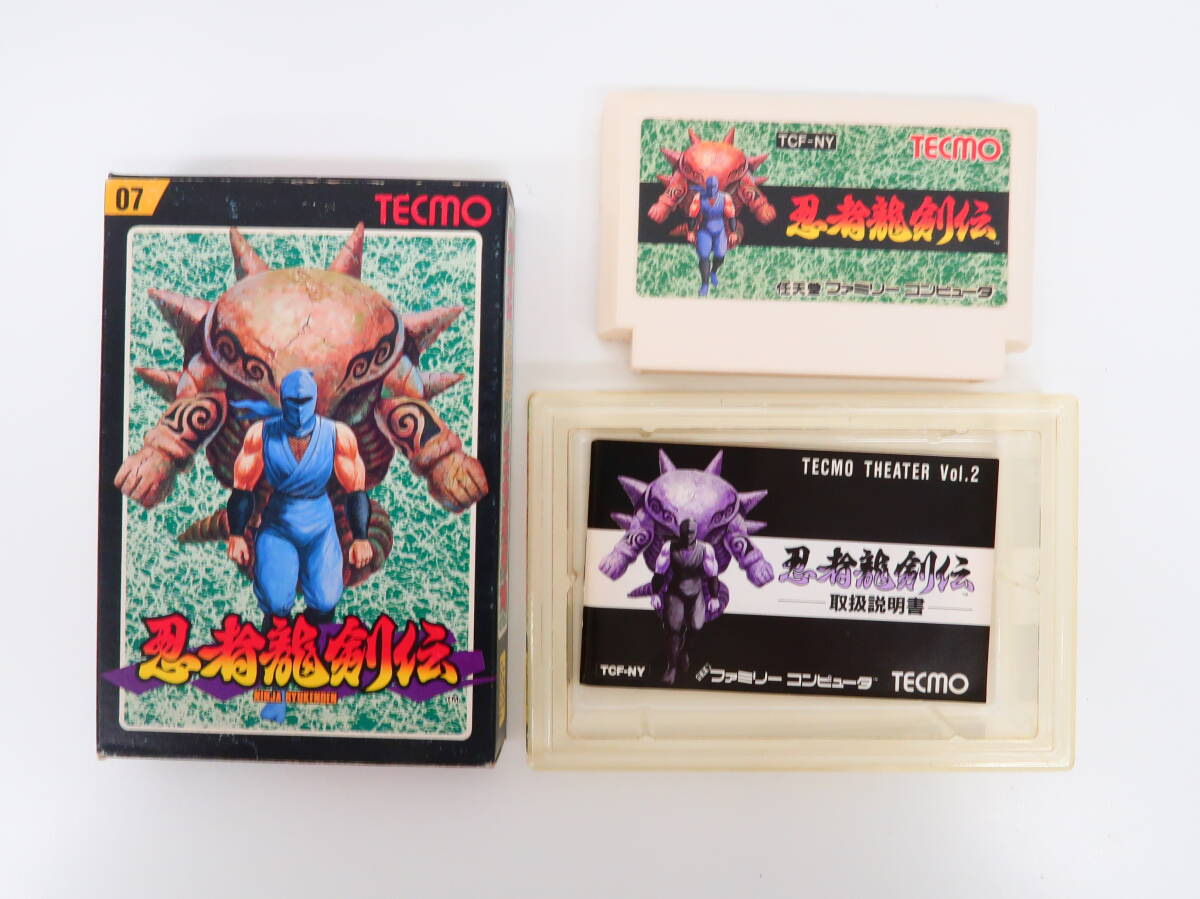 07
TECMO
忍者龍剣伝
NINJA RYUKENDEN
TM
TCF-NY
TECMO
忍者龍剣伝
任天堂 ファミリー コンピュータ
TECMO THEATER Vol.2
忍者龍剣伝
取扱説明書
TCF-NY
ファミリー コンピュータ
TECMO